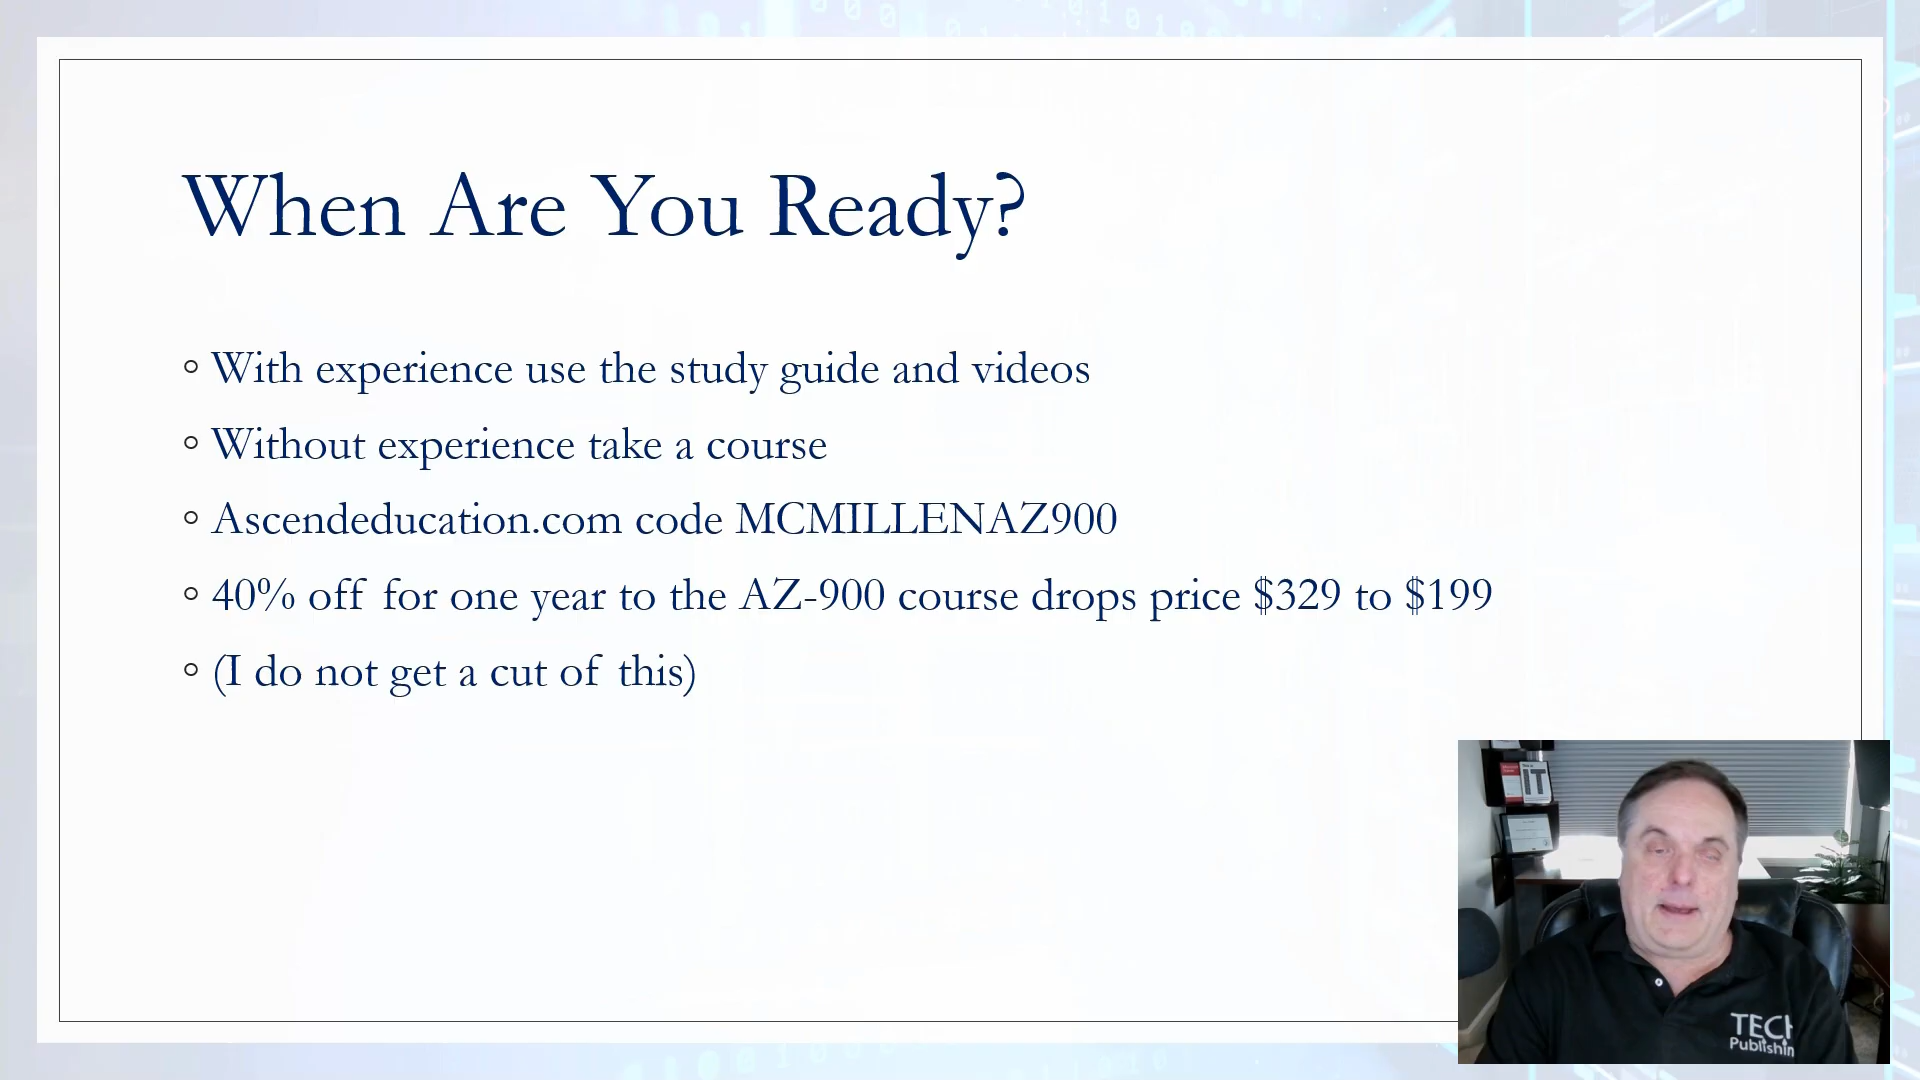 When Are You Ready?
With experience use the study guide and videos
Without experience take a course
Ascendeducation.com code MCMILLENAZ900
40% off for one year to the AZ-900 course drops price $329 to $199
(I do not get a cut of this)
IT
TECH
Publishin